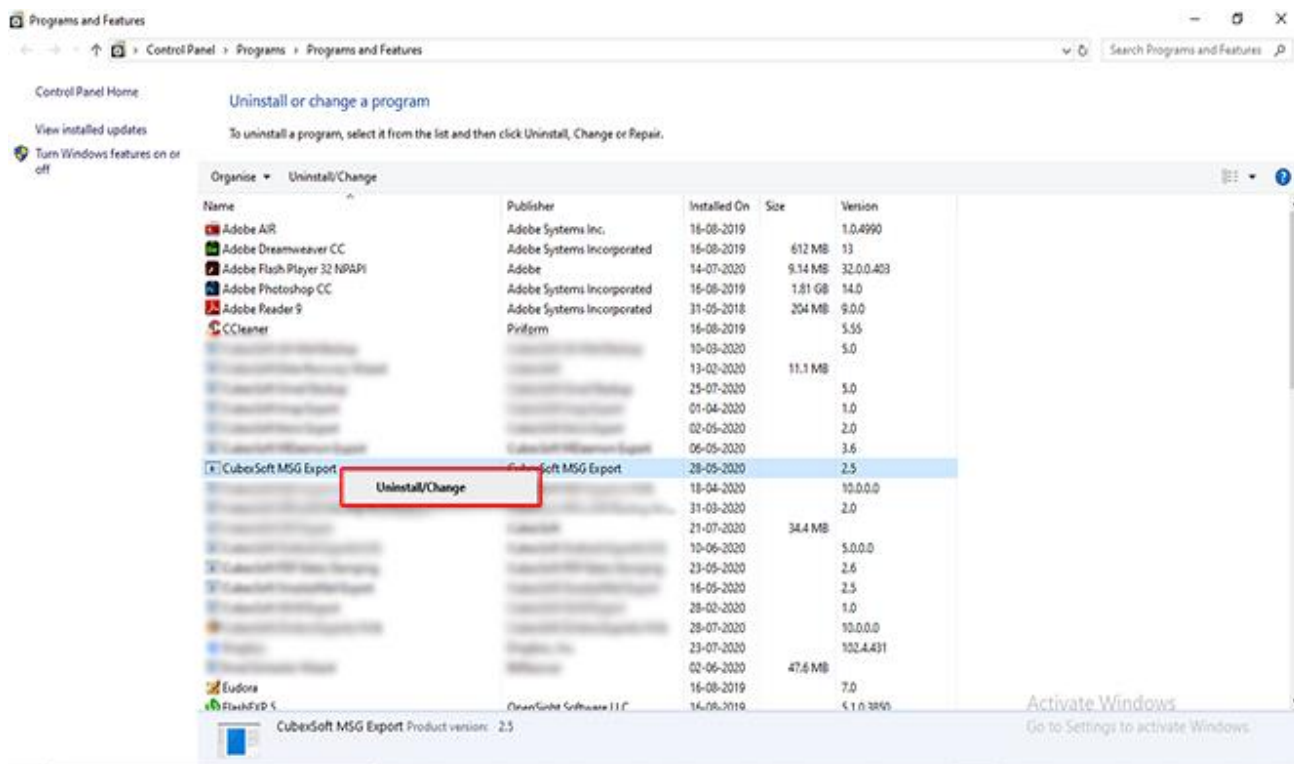 Programs and Features
Control Panel › Programs › Programs and Features
Search Programs and Features
Control Panel Home
View installed updates
Turn Windows features on or
off
Uninstall or change a program
To uninstall a program, select it from the list and then click Uninstall, Change or Repair.
Organise Uninstall/Change
Name Publisher Installed On Size Version
Adobe AIR Adobe Systems Inc. 16-08-2019 1.0.4990
Adobe Dreamweaver CC Adobe Systems Incorporated 16-08-2019 612 MB 13
Adobe Flash Player 32 NPAPI Adobe 14-07-2020 9.14 MB 32.0.0.403
Adobe Photoshop CC Adobe Systems Incorporated 16-08-2019 1.81 GB 14.0
Adobe Reader 9 Adobe Systems Incorporated 31-05-2018 204 MB 9.0.0
CCleaner Piriform 16-08-2019 5.55
10-03-2020 5.0
13-02-2020 11.1 MB
25-07-2020 5.0
01-04-2020 1.0
02-05-2020 2.0
06-05-2020 3.6
CubexSoft MSG Export CubexSoft MSG Export 28-05-2020 2.5
Uninstall/Change 18-04-2020 10.0.0.0
31-03-2020 2.0
21-07-2020 34.4 MB
10-06-2020 5.0.0.0
23-05-2020 2.6
16-05-2020 2.5
28-02-2020 1.0
28-07-2020 10.0.0.0
23-07-2020 102.4.431
02-06-2020 47.6 MB
Eudora 16-08-2019 7.0
FlashFXP 5 OpenSight Software LLC 16-08-2019 5.1.0.3850
CubexSoft MSG Export Product version: 2.5
Activate Windows
Go to Settings to activate Windows.